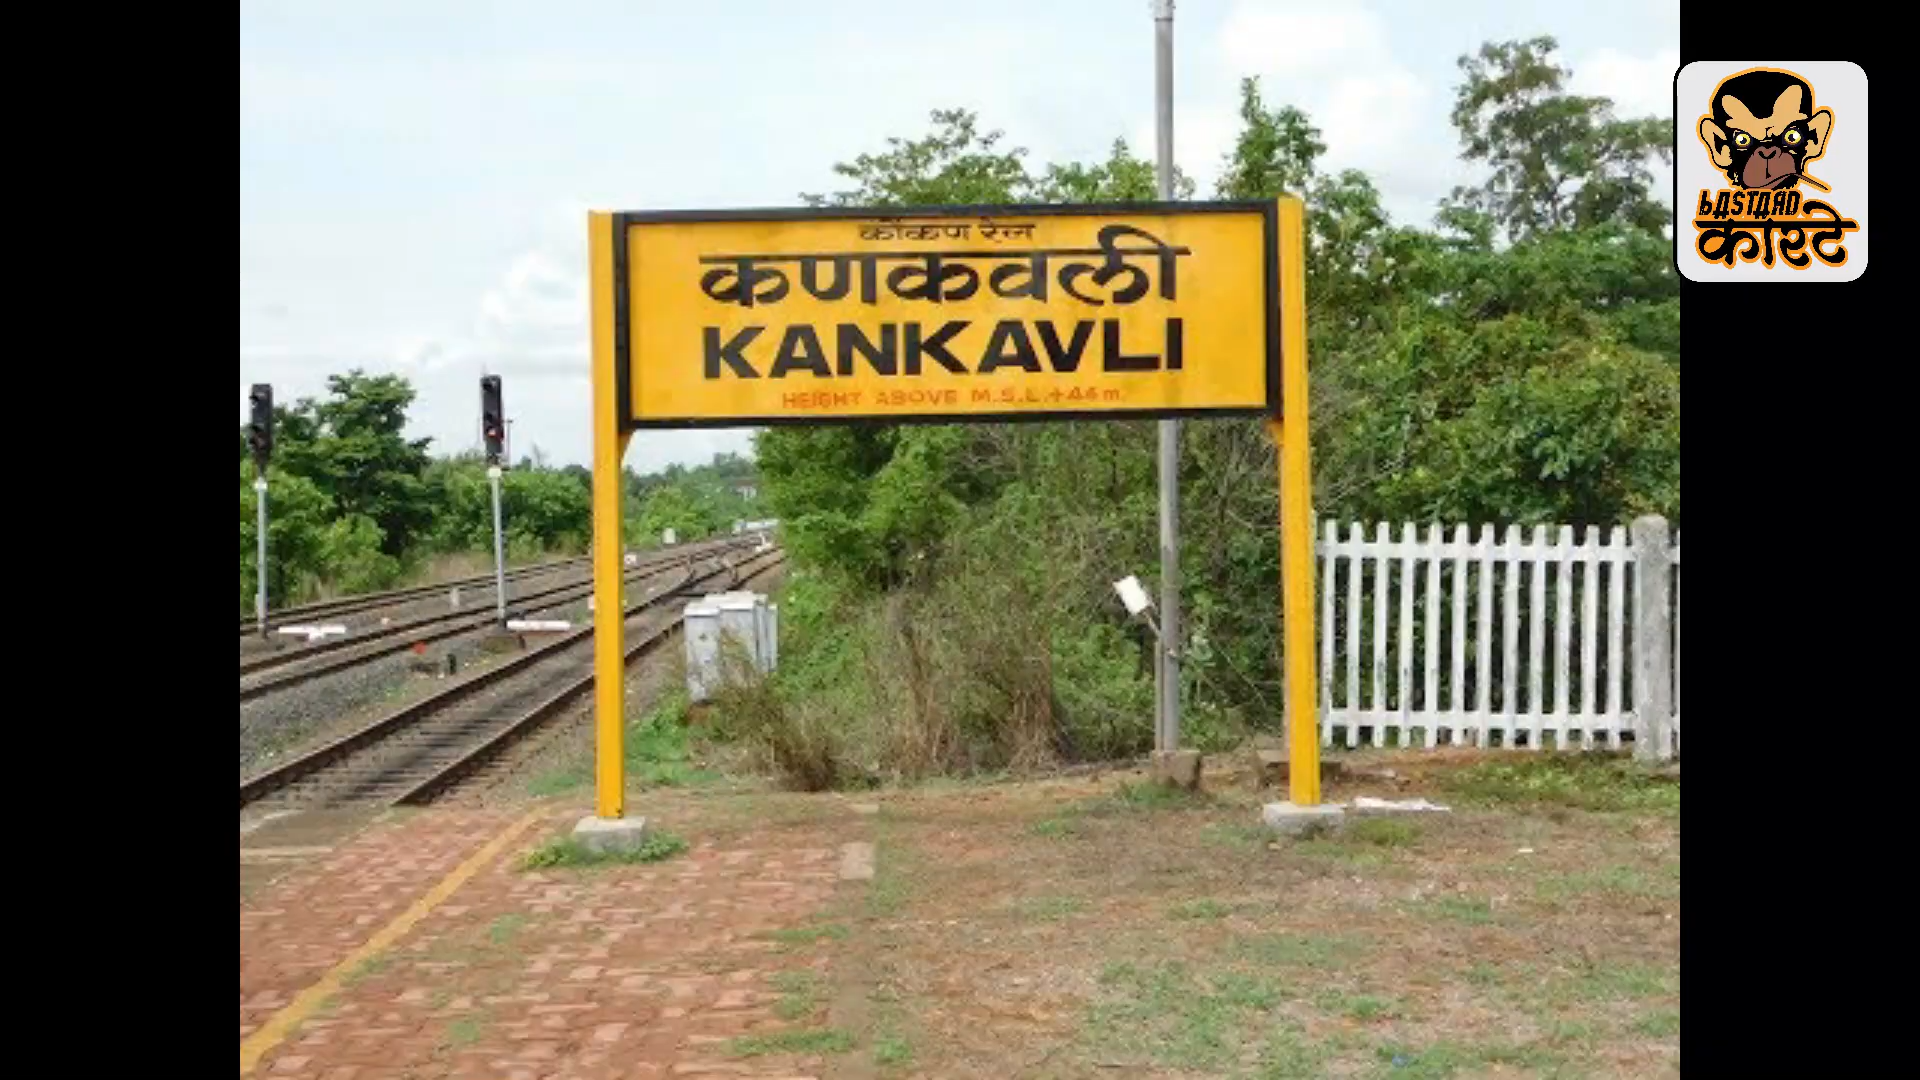 कोंकण रेल
कणकवली
KANKAVLI
HEIGHT ABOVE M.S.L.+44m.
BASTARD
कारटे